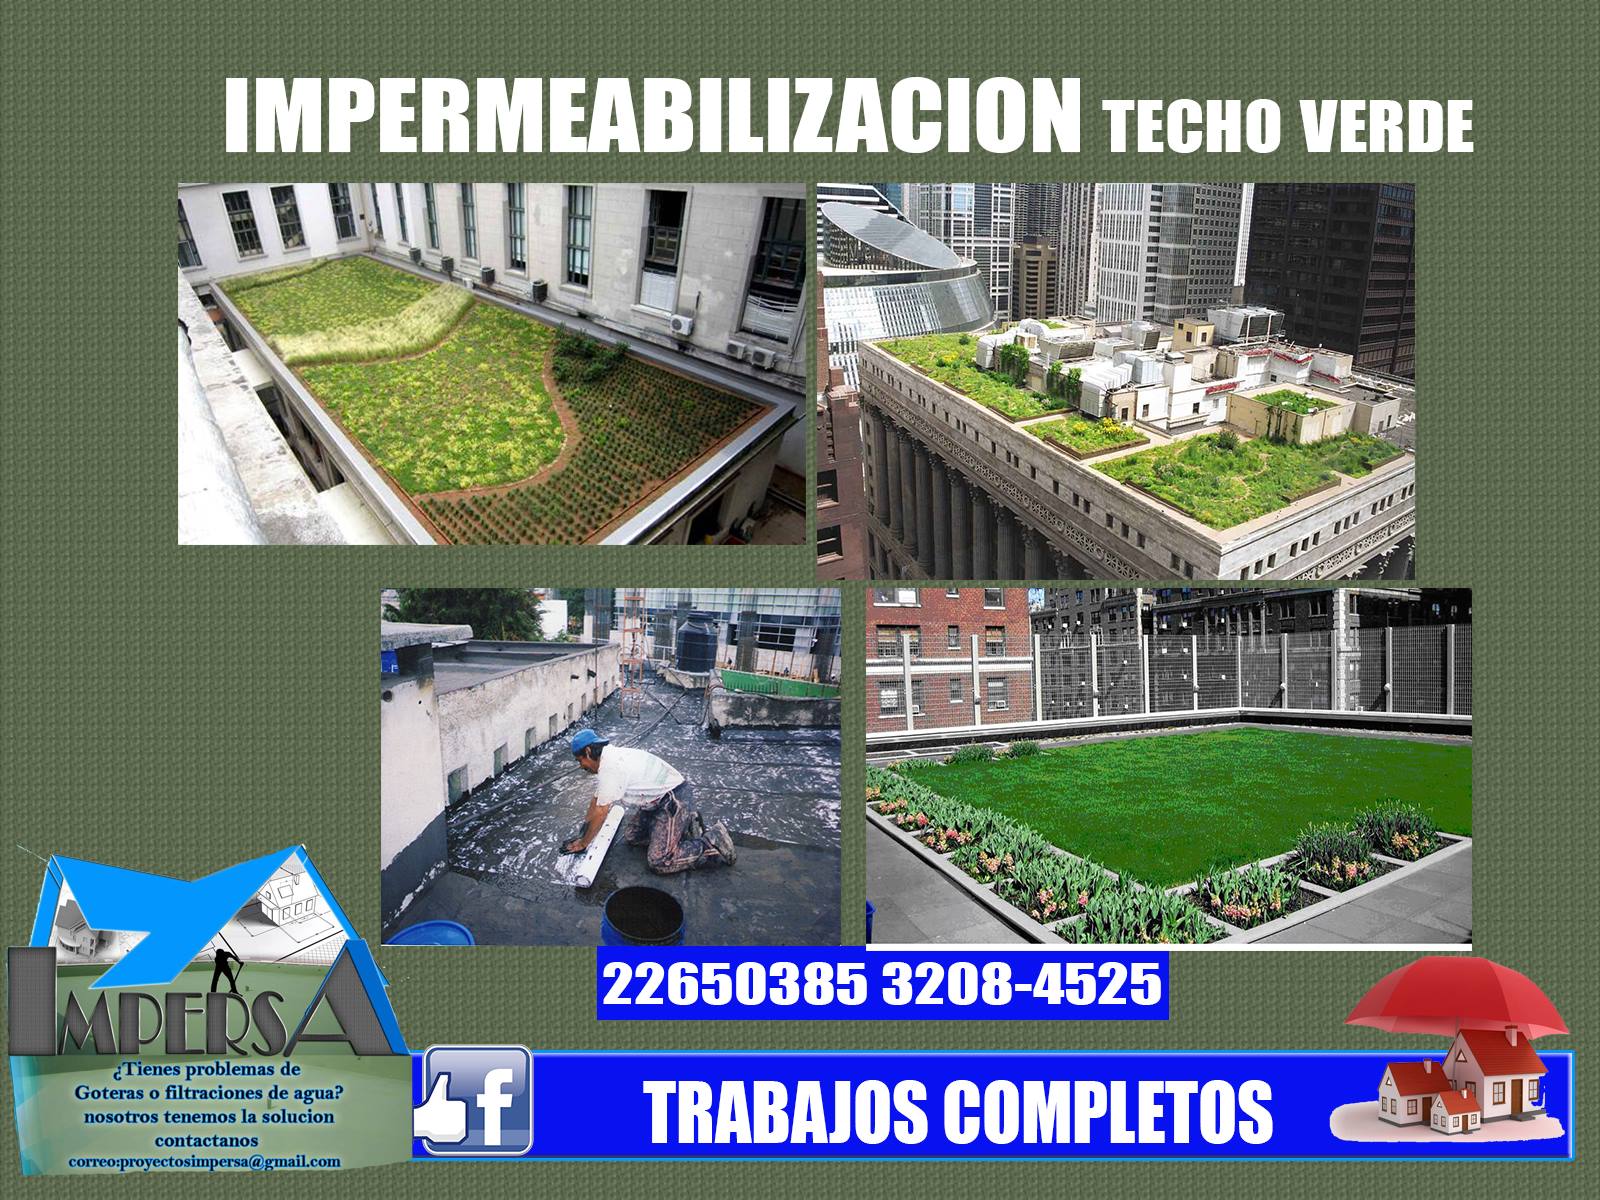 IMPERMEABILIZACION TECHO VERDE
22650385 3208-4525
IMPERSA
¿Tienes problemas de
Goteras o filtraciones de agua?
nosotros tenemos la solucion
contactanos
correo:proyectosimpersa@gmail.com
f
TRABAJOS COMPLETOS